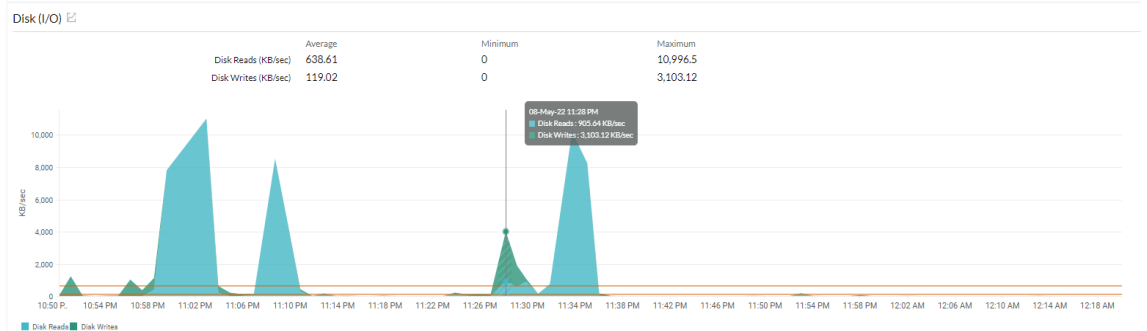 Disk (I/O)
Average Minimum Maximum
Disk Reads (KB/sec) 638.61 0 10,996.5
Disk Writes (KB/sec) 119.02 0 3,103.12
08-May-22 11:28 PM
Disk Reads : 905.64 KB/sec
Disk Writes : 3,103.12 KB/sec
10,000
8,000
6,000
4,000
2,000
0
KB/sec
10:50 P.. 10:54 PM 10:58 PM 11:02 PM 11:06 PM 11:10 PM 11:14 PM 11:18 PM 11:22 PM 11:26 PM 11:30 PM 11:34 PM 11:38 PM 11:42 PM 11:46 PM 11:50 PM 11:54 PM 11:58 PM 12:02 AM 12:06 AM 12:10 AM 12:14 AM 12:18 AM
Disk Reads Disk Writes